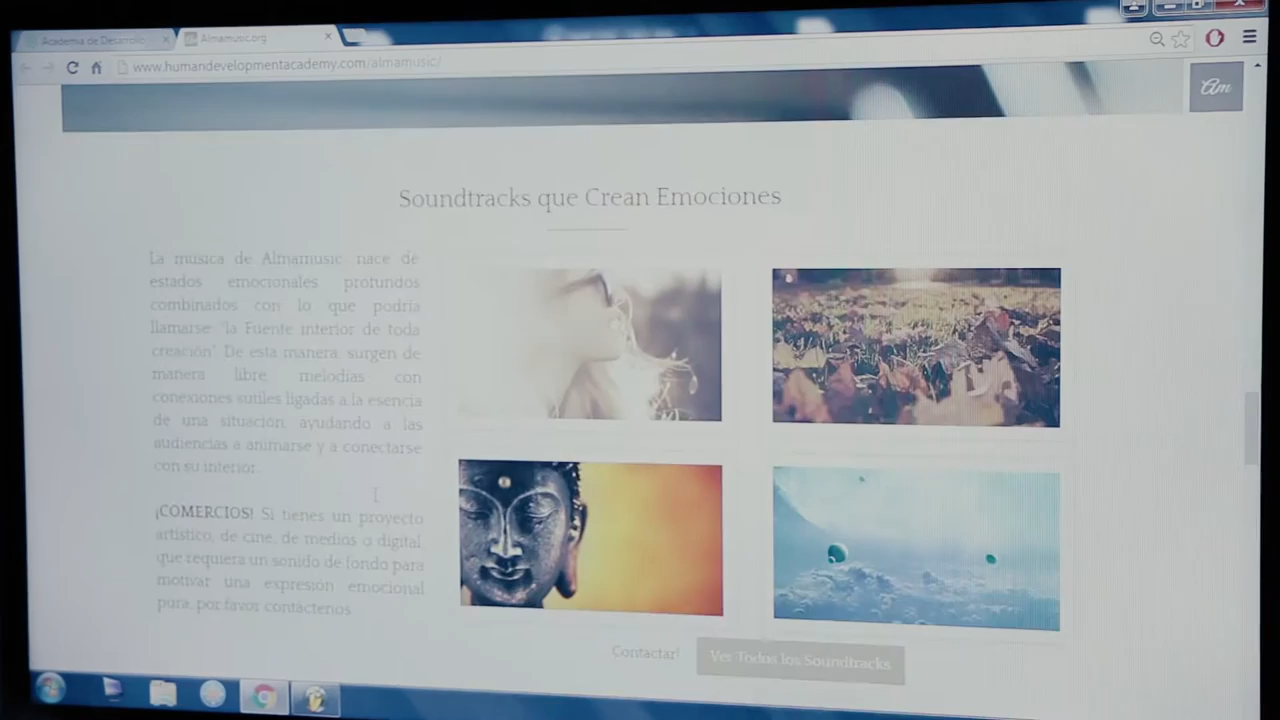 Academia de Desarrollo
Almamusic.org
www.humandevelopmentacademy.com/almamusic/
Am
Soundtracks que Crean Emociones
La música de Almamusic, nace de
estados emocionales profundos
combinados con lo que podría
llamarse: "la Fuente interior de toda
creación". De esta manera, surgen de
manera libre, melodías con
conexiones sutiles ligadas a la esencia
de una situación, ayudando a las
audiencias a animarse y a conectarse
con su interior.
¡COMERCIOS! Si tienes un proyecto
artístico, de cine, de medios o digital,
que requiera un sonido de fondo para
motivar una expresión emocional
pura, por favor contáctenos.
Contactar!
Ver Todos los Soundtracks